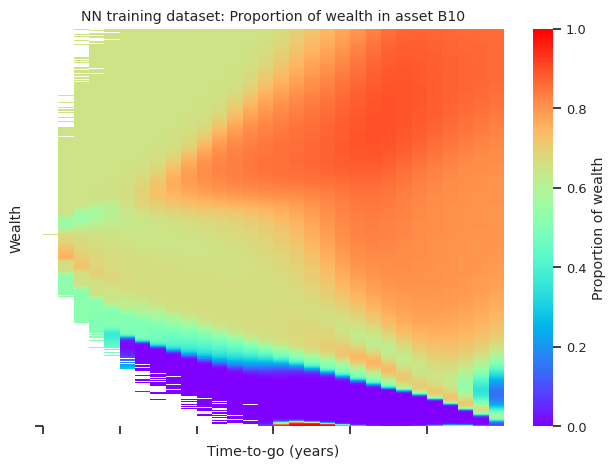 NN training dataset: Proportion of wealth in asset B10
Wealth
Time-to-go (years)
1.0
0.8
0.6
0.4
0.2
0.0
Proportion of wealth